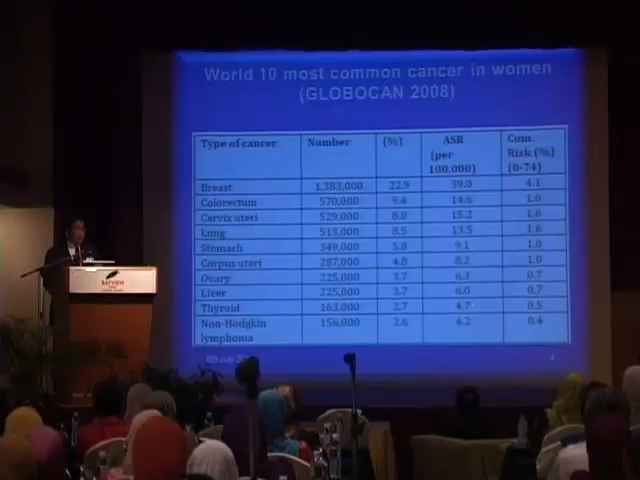 World 10 most common cancer in women
(GLOBOCAN 2008)
Type of cancer Number (%) ASR (per 100,000) Cum. Risk (%) (0-74)
Breast 1,383,000 22.9 39.0 4.1
Colorectum 570,000 9.4 14.6 1.6
Cervix uteri 529,000 8.8 15.2 1.6
Lung 513,000 8.5 13.5 1.6
Stomach 349,000 5.8 9.1 1.0
Corpus uteri 287,000 4.8 8.2 1.0
Ovary 225,000 3.7 6.3 0.7
Liver 225,000 3.7 6.0 0.7
Thyroid 163,000 2.7 4.7 0.5
Non-Hodgkin lymphoma 156,000 2.6 4.2 0.4
6th July
BAYVIEW